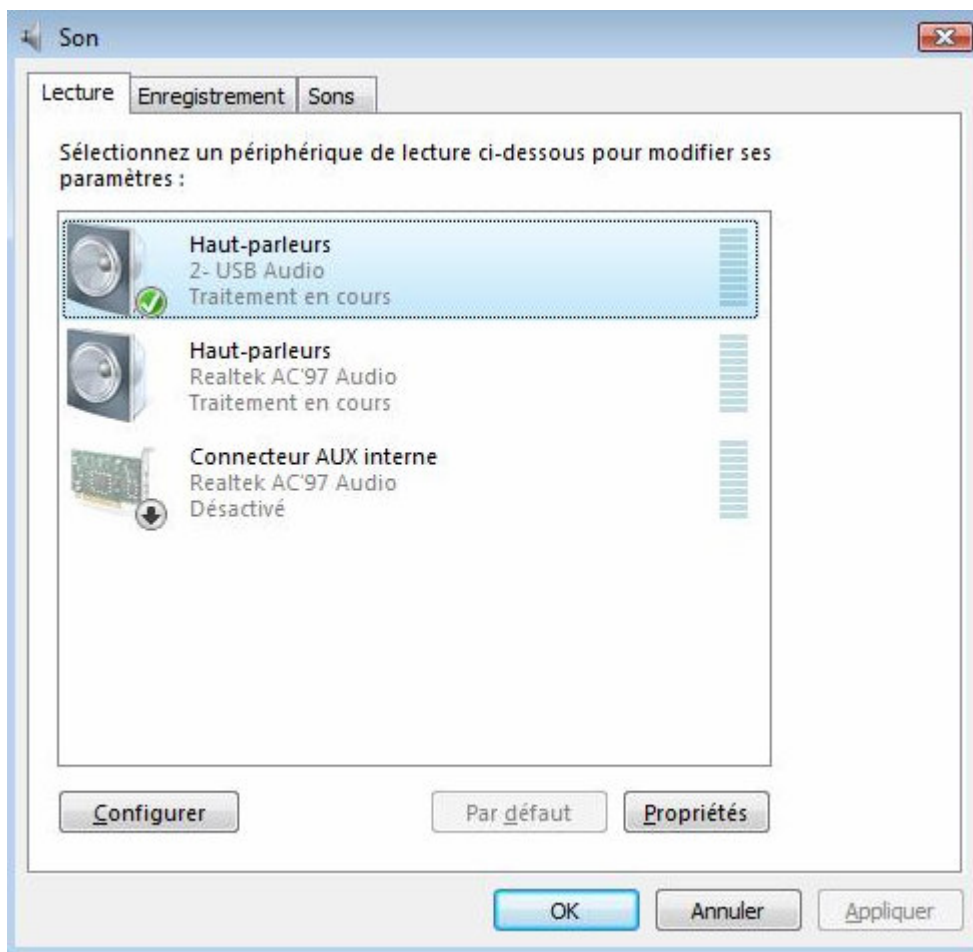 Son
Lecture Enregistrement Sons
Sélectionnez un périphérique de lecture ci-dessous pour modifier ses
paramètres :
Haut-parleurs
2- USB Audio
Traitement en cours
Haut-parleurs
Realtek AC'97 Audio
Traitement en cours
Connecteur AUX interne
Realtek AC'97 Audio
Désactivé
Configurer Par défaut Propriétés
OK Annuler Appliquer